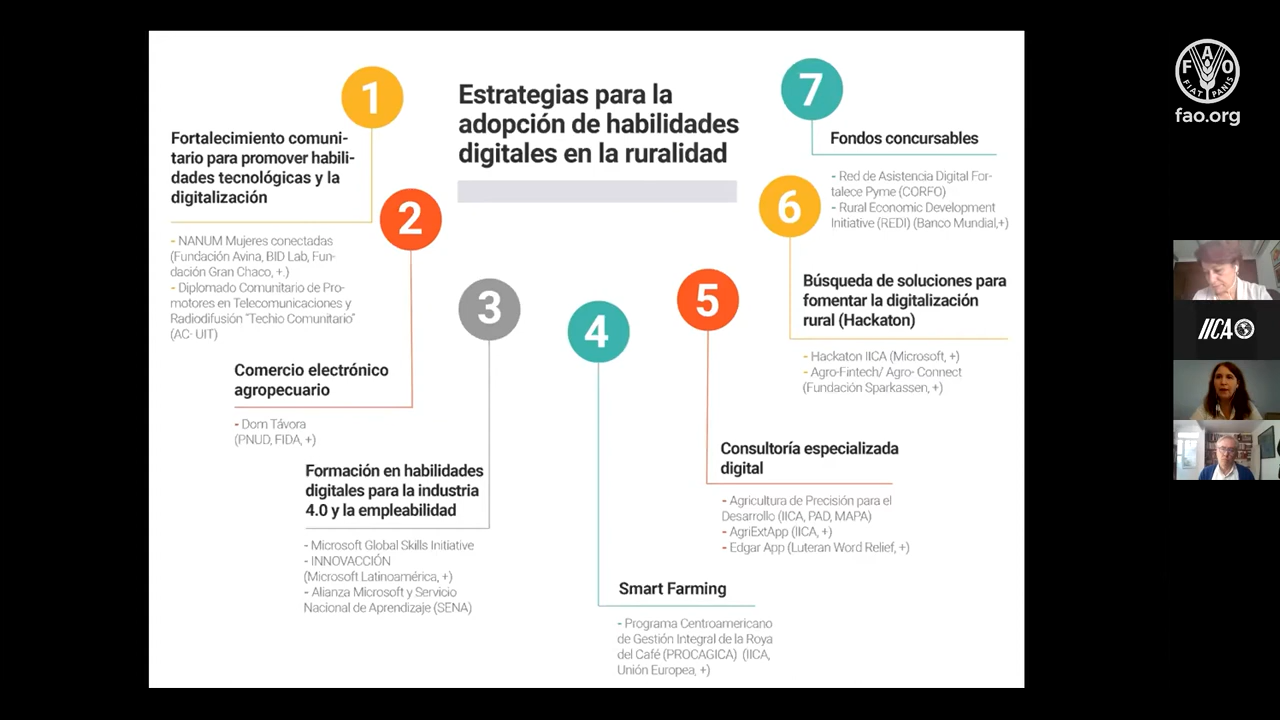 Estrategias para la
adopción de habilidades
digitales en la ruralidad
1
Fortalecimiento comuni-
tario para promover habili-
dades tecnológicas y la
digitalización
- NANUM Mujeres conectadas
(Fundación Avina, BID Lab, Fun-
dación Gran Chaco, +.)
- Diplomado Comunitario de Pro-
motores en Telecomunicaciones y
Radiodifusión "Techio Comunitario"
(AC- UIT)
2
Comercio electrónico
agropecuario
- Dom Távora
(PNUD, FIDA, +)
3
Formación en habilidades
digitales para la industria
4.0 y la empleabilidad
- Microsoft Global Skills Initiative
- INNOVACCIÓN
(Microsoft Latinoamérica, +)
- Alianza Microsoft y Servicio
Nacional de Aprendizaje (SENA)
4
Smart Farming
- Programa Centroamericano
de Gestión Integral de la Roya
del Café (PROCAGICA) (IICA,
Unión Europea, +)
5
Consultoría especializada
digital
- Agricultura de Precisión para el
Desarrollo (IICA, PAD, MAPA)
- AgriExtApp (IICA, +)
- Edgar App (Luteran Word Relief, +)
6
Búsqueda de soluciones para
fomentar la digitalización
rural (Hackaton)
- Hackaton IICA (Microsoft, +)
- Agro-Fintech/ Agro- Connect
(Fundación Sparkassen, +)
7
Fondos concursables
- Red de Asistencia Digital For-
talece Pyme (CORFO)
- Rural Economic Development
Initiative (REDI) (Banco Mundial,+)
F A O
FIAT PANIS
fao.org
IICA